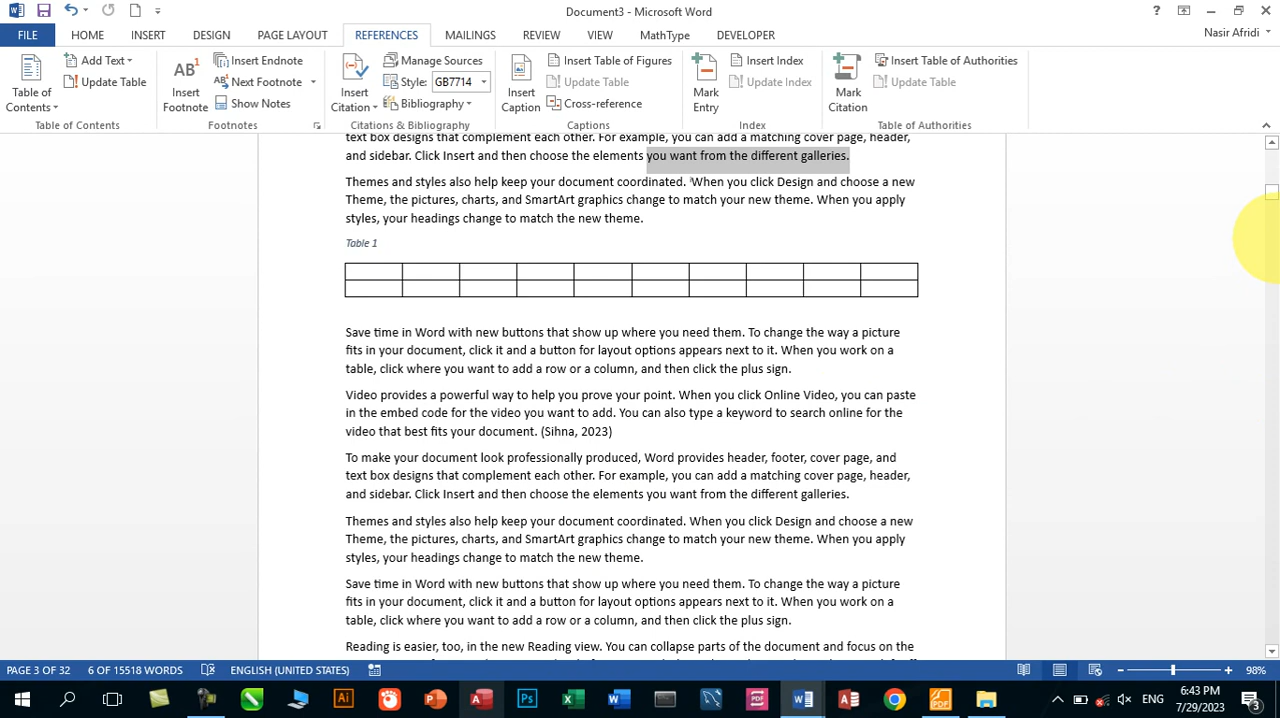 Document3 - Microsoft Word
?
FILE HOME INSERT DESIGN PAGE LAYOUT REFERENCES MAILINGS REVIEW VIEW MathType DEVELOPER Nasir Afridi
Table of Contents
Add Text
Update Table
Table of Contents
AB1
Insert Footnote
Insert Endnote
Next Footnote
Show Notes
Footnotes
Insert Citation
Manage Sources
Style: GB7714
Bibliography
Citations & Bibliography
Insert Caption
Insert Table of Figures
Update Table
Cross-reference
Captions
Mark Entry
Insert Index
Update Index
Index
Mark Citation
Insert Table of Authorities
Update Table
Table of Authorities
text box designs that complement each other. For example, you can add a matching cover page, header,
and sidebar. Click Insert and then choose the elements you want from the different galleries.
Themes and styles also help keep your document coordinated. When you click Design and choose a new
Theme, the pictures, charts, and SmartArt graphics change to match your new theme. When you apply
styles, your headings change to match the new theme.
Table 1
Save time in Word with new buttons that show up where you need them. To change the way a picture
fits in your document, click it and a button for layout options appears next to it. When you work on a
table, click where you want to add a row or a column, and then click the plus sign.
Video provides a powerful way to help you prove your point. When you click Online Video, you can paste
in the embed code for the video you want to add. You can also type a keyword to search online for the
video that best fits your document. (Sihna, 2023)
To make your document look professionally produced, Word provides header, footer, cover page, and
text box designs that complement each other. For example, you can add a matching cover page, header,
and sidebar. Click Insert and then choose the elements you want from the different galleries.
Themes and styles also help keep your document coordinated. When you click Design and choose a new
Theme, the pictures, charts, and SmartArt graphics change to match your new theme. When you apply
styles, your headings change to match the new theme.
Save time in Word with new buttons that show up where you need them. To change the way a picture
fits in your document, click it and a button for layout options appears next to it. When you work on a
table, click where you want to add a row or a column, and then click the plus sign.
Reading is easier, too, in the new Reading view. You can collapse parts of the document and focus on the
PAGE 3 OF 32 6 OF 15518 WORDS ENGLISH (UNITED STATES) 98%
ENG 6:43 PM
7/29/2023 3